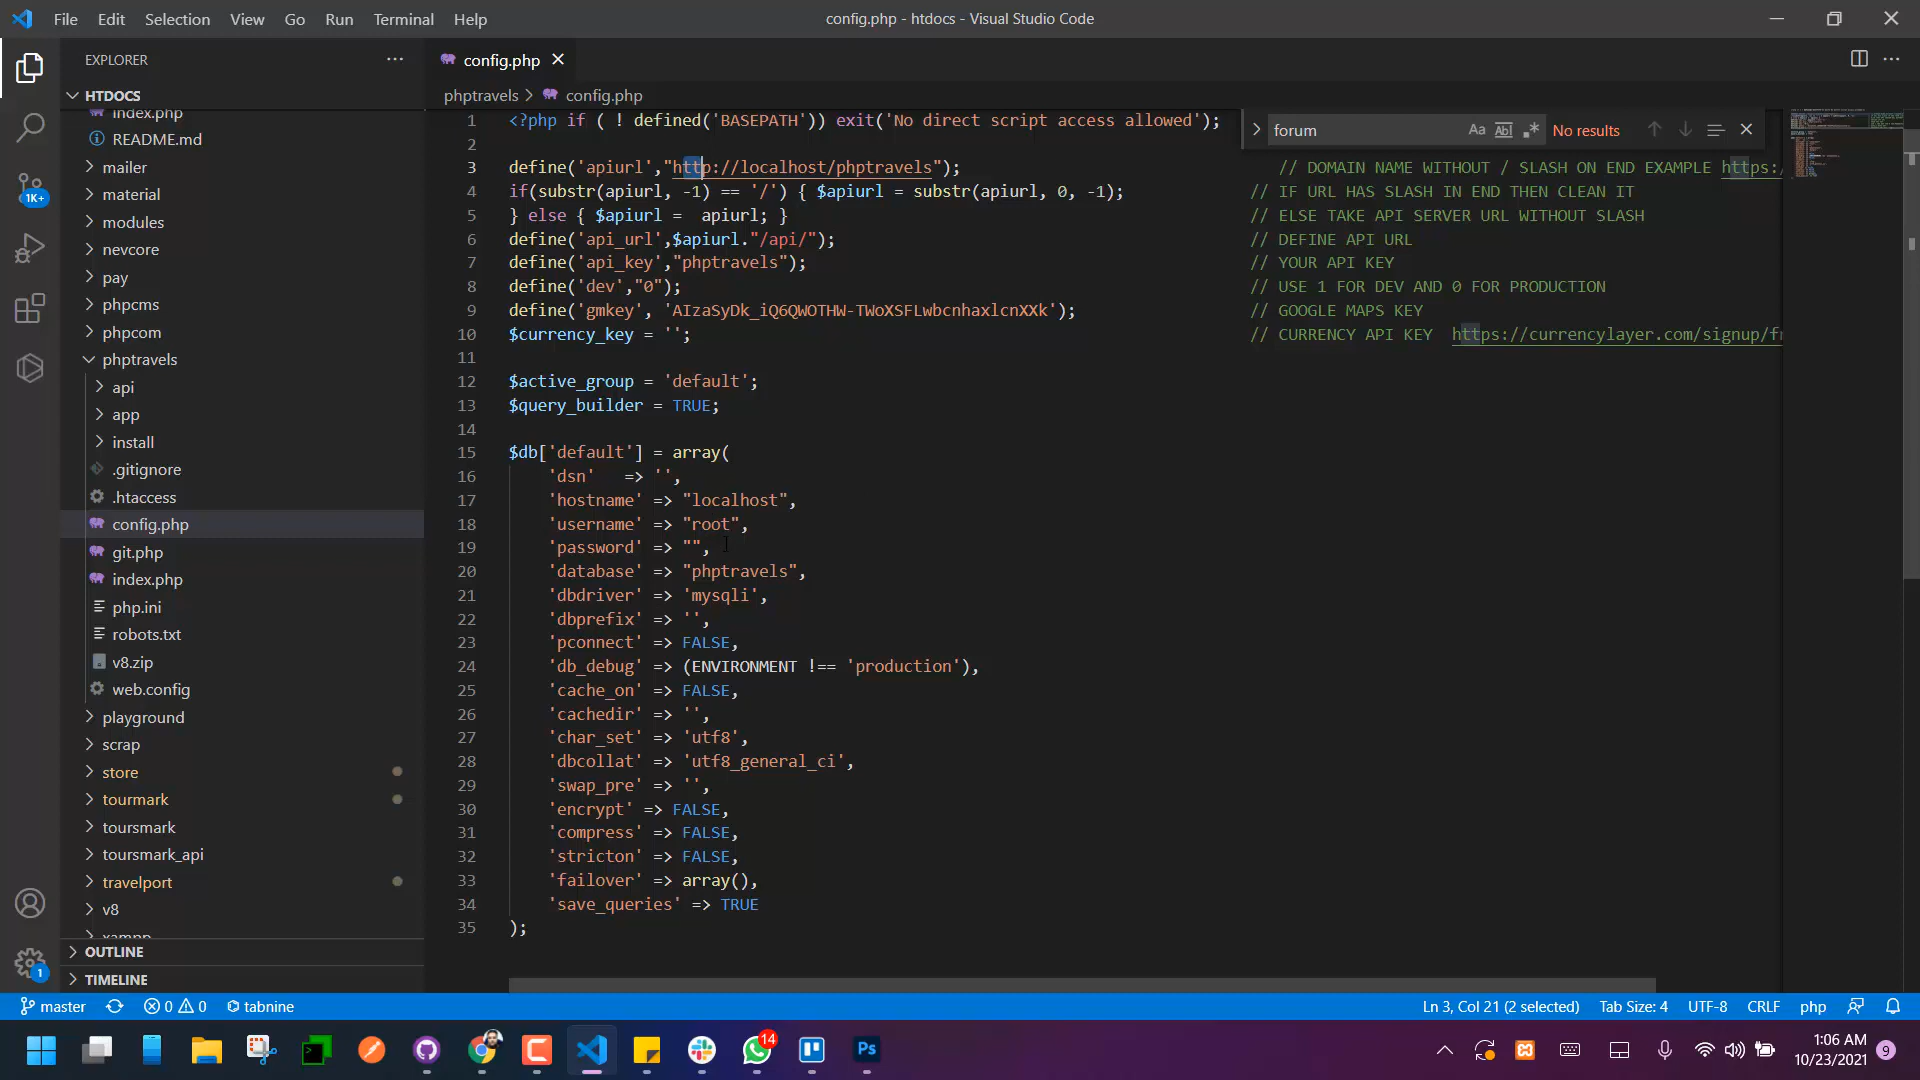 File Edit Selection View Go Run Terminal Help
config.php - htdocs - Visual Studio Code
EXPLORER
HTDOCS
index.php
README.md
mailer
material
modules
nevcore
pay
phpcms
phpcom
phptravels
api
app
install
.gitignore
.htaccess
config.php
git.php
index.php
php.ini
robots.txt
v8.zip
web.config
playground
scrap
store
tourmark
toursmark
toursmark_api
travelport
v8
xampp
OUTLINE
TIMELINE
1K+
1
config.php
phptravels > config.php
forum
Aa Abl .* No results
1 <?php if ( ! defined('BASEPATH')) exit('No direct script access allowed');
2
3 define('apiurl',"http://localhost/phptravels"); // DOMAIN NAME WITHOUT / SLASH ON END EXAMPLE https:/
4 if(substr(apiurl, -1) == '/') { $apiurl = substr(apiurl, 0, -1); // IF URL HAS SLASH IN END THEN CLEAN IT
5 } else { $apiurl = apiurl; } // ELSE TAKE API SERVER URL WITHOUT SLASH
6 define('api_url',$apiurl."/api/"); // DEFINE API URL
7 define('api_key',"phptravels"); // YOUR API KEY
8 define('dev',"0"); // USE 1 FOR DEV AND 0 FOR PRODUCTION
9 define('gmkey', 'AIzaSyDk_iQ6QWOTHW-TWoXSFLwbcnhaxlcnXXk'); // GOOGLE MAPS KEY
10 $currency_key = ''; // CURRENCY API KEY https://currencylayer.com/signup/fr
11
12 $active_group = 'default';
13 $query_builder = TRUE;
14
15 $db['default'] = array(
16 'dsn' => '',
17 'hostname' => "localhost",
18 'username' => "root",
19 'password' => "",
20 'database' => "phptravels",
21 'dbdriver' => 'mysqli',
22 'dbprefix' => '',
23 'pconnect' => FALSE,
24 'db_debug' => (ENVIRONMENT !== 'production'),
25 'cache_on' => FALSE,
26 'cachedir' => '',
27 'char_set' => 'utf8',
28 'dbcollat' => 'utf8_general_ci',
29 'swap_pre' => '',
30 'encrypt' => FALSE,
31 'compress' => FALSE,
32 'stricton' => FALSE,
33 'failover' => array(),
34 'save_queries' => TRUE
35 );
master 0 0 tabnine
Ln 3, Col 21 (2 selected) Tab Size: 4 UTF-8 CRLF php
14
Ps
1:06 AM
10/23/2021
9